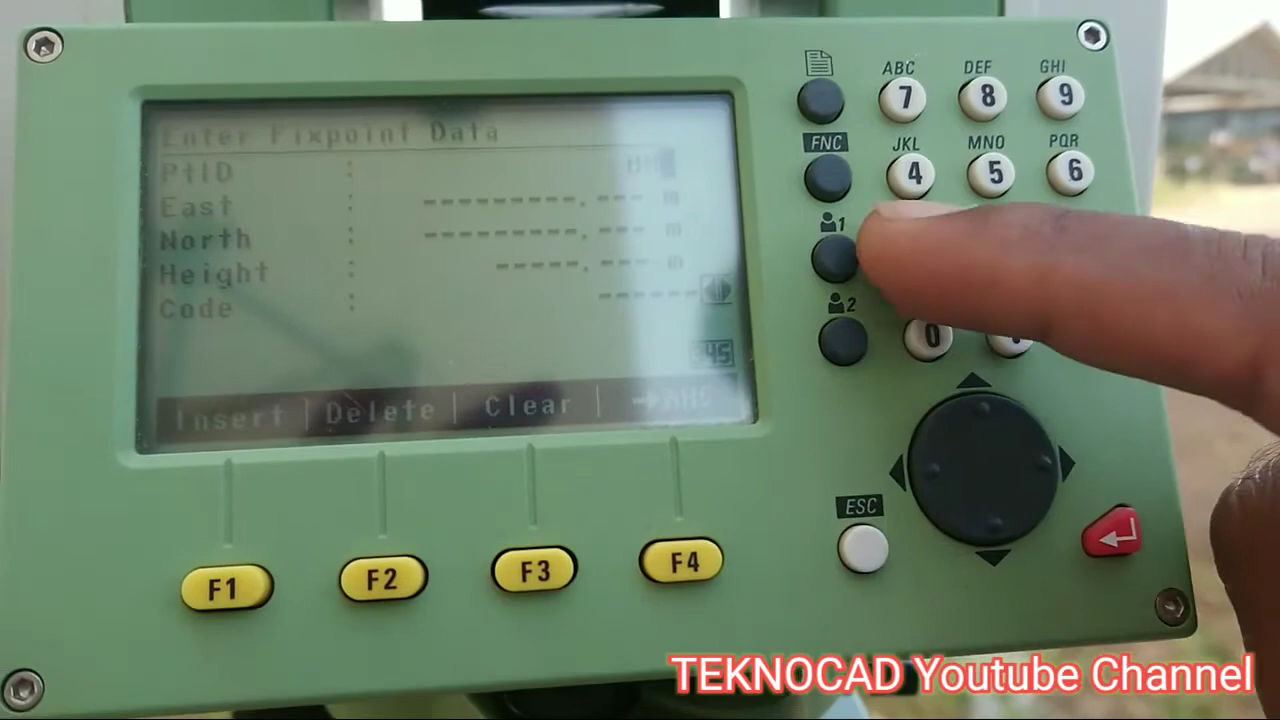 Enter Fixpoint Data
PtID :
East : --------.--- m
North : --------.--- m
Height : -----.--- m
Code : ------
345
Insert | Delete | Clear |
F1 F2 F3 F4
FNC
1
2
ABC DEF GHI
7 8 9
JKL MNO PQR
4 5 6
0
ESC
TEKNOCAD Youtube Channel